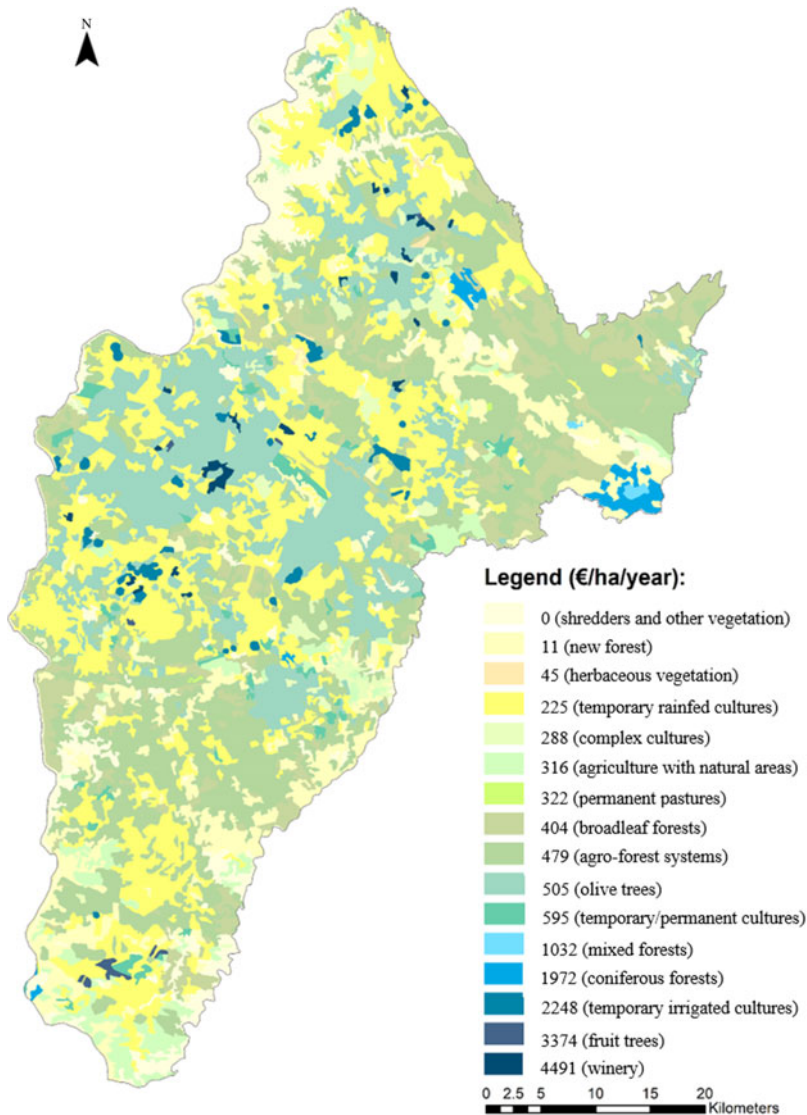 N
Legend (€/ha/year):
0 (shredders and other vegetation)
11 (new forest)
45 (herbaceous vegetation)
225 (temporary rainfed cultures)
288 (complex cultures)
316 (agriculture with natural areas)
322 (permanent pastures)
404 (broadleaf forests)
479 (agro-forest systems)
505 (olive trees)
595 (temporary/permanent cultures)
1032 (mixed forests)
1972 (coniferous forests)
2248 (temporary irrigated cultures)
3374 (fruit trees)
4491 (winery)
0 2.5 5 10 15 20
Kilometers